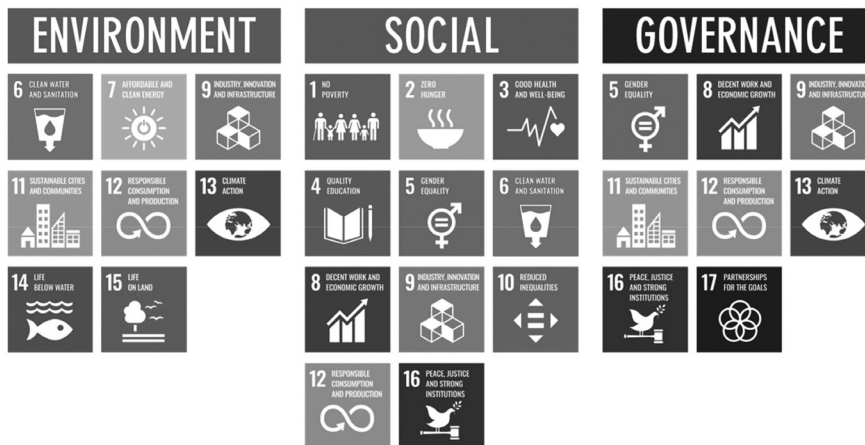 ENVIRONMENT
6 CLEAN WATER
AND SANITATION
7 AFFORDABLE AND
CLEAN ENERGY
9 INDUSTRY, INNOVATION
AND INFRASTRUCTURE
11 SUSTAINABLE CITIES
AND COMMUNITIES
12 RESPONSIBLE
CONSUMPTION
AND PRODUCTION
13 CLIMATE
ACTION
14 LIFE
BELOW WATER
15 LIFE
ON LAND
SOCIAL
1 NO
POVERTY
2 ZERO
HUNGER
3 GOOD HEALTH
AND WELL-BEING
4 QUALITY
EDUCATION
5 GENDER
EQUALITY
6 CLEAN WATER
AND SANITATION
8 DECENT WORK AND
ECONOMIC GROWTH
9 INDUSTRY, INNOVATION
AND INFRASTRUCTURE
10 REDUCED
INEQUALITIES
12 RESPONSIBLE
CONSUMPTION
AND PRODUCTION
16 PEACE, JUSTICE
AND STRONG
INSTITUTIONS
GOVERNANCE
5 GENDER
EQUALITY
8 DECENT WORK AND
ECONOMIC GROWTH
9 INDUSTRY, INNOVATION
AND INFRASTRUCTURE
11 SUSTAINABLE CITIES
AND COMMUNITIES
12 RESPONSIBLE
CONSUMPTION
AND PRODUCTION
13 CLIMATE
ACTION
16 PEACE, JUSTICE
AND STRONG
INSTITUTIONS
17 PARTNERSHIPS
FOR THE GOALS